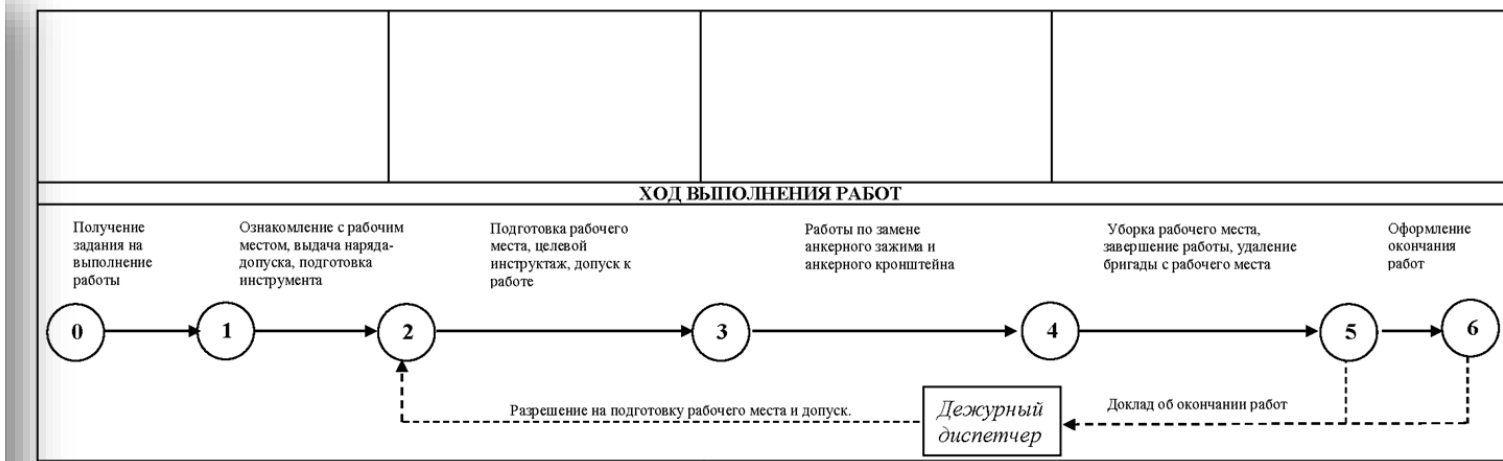 ХОД ВЫПОЛНЕНИЯ РАБОТ
Получение
задания на
выполнение
работы
Ознакомление с рабочим
местом, выдача наряда-
допуска, подготовка
инструмента
Подготовка рабочего
места, целевой
инструктаж, допуск к
работе
Работы по замене
анкерного зажима и
анкерного кронштейна
Уборка рабочего места,
завершение работы, удаление
бригады с рабочего места
Оформление
окончания
работ
0
1
2
3
4
5
6
Разрешение на подготовку рабочего места и допуск.
Дежурный
диспетчер
Доклад об окончании работ